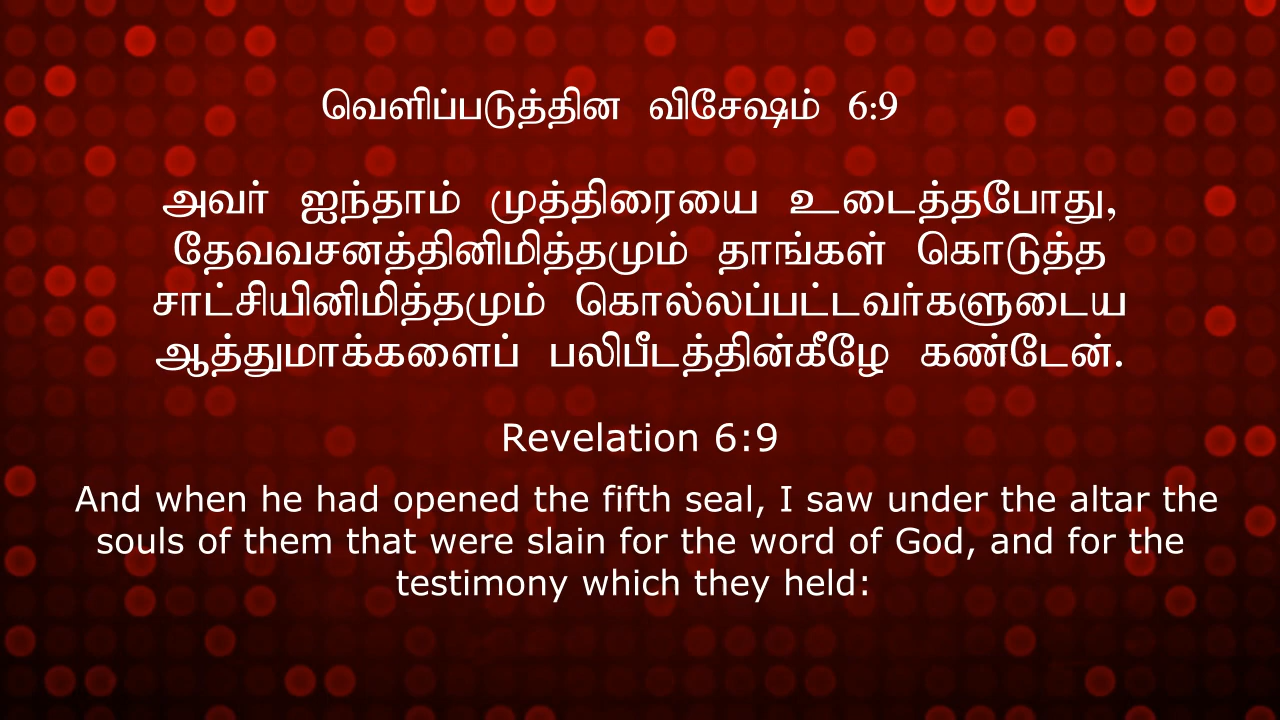 வெளிப்படுத்தின விசேஷம் 6:9
அவர் ஐந்தாம் முத்திரையை உடைத்தபோது,
தேவவசனத்தினிமித்தமும் தாங்கள் கொடுத்த
சாட்சியினிமித்தமும் கொல்லப்பட்டவர்களுடைய
ஆத்துமாக்களைப் பலிபீடத்தின்கீழே கண்டேன்.
Revelation 6:9
And when he had opened the fifth seal, I saw under the altar the
souls of them that were slain for the word of God, and for the
testimony which they held: